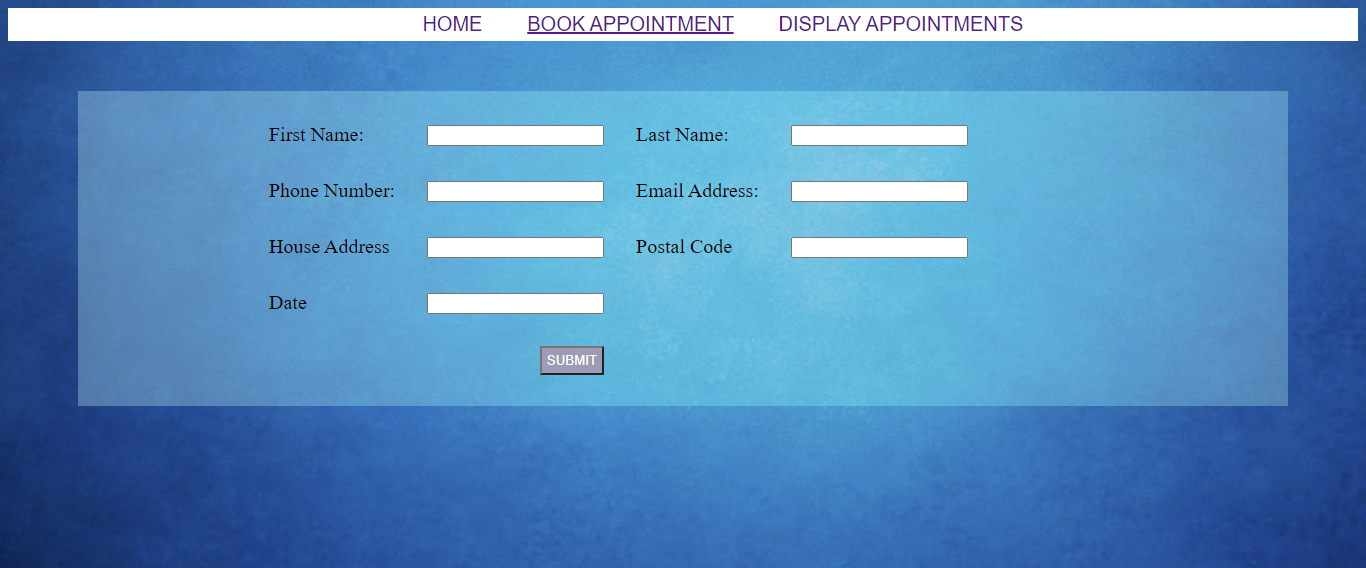 HOME BOOK APPOINTMENT DISPLAY APPOINTMENTS
First Name: Last Name:
Phone Number: Email Address:
House Address Postal Code
Date
SUBMIT